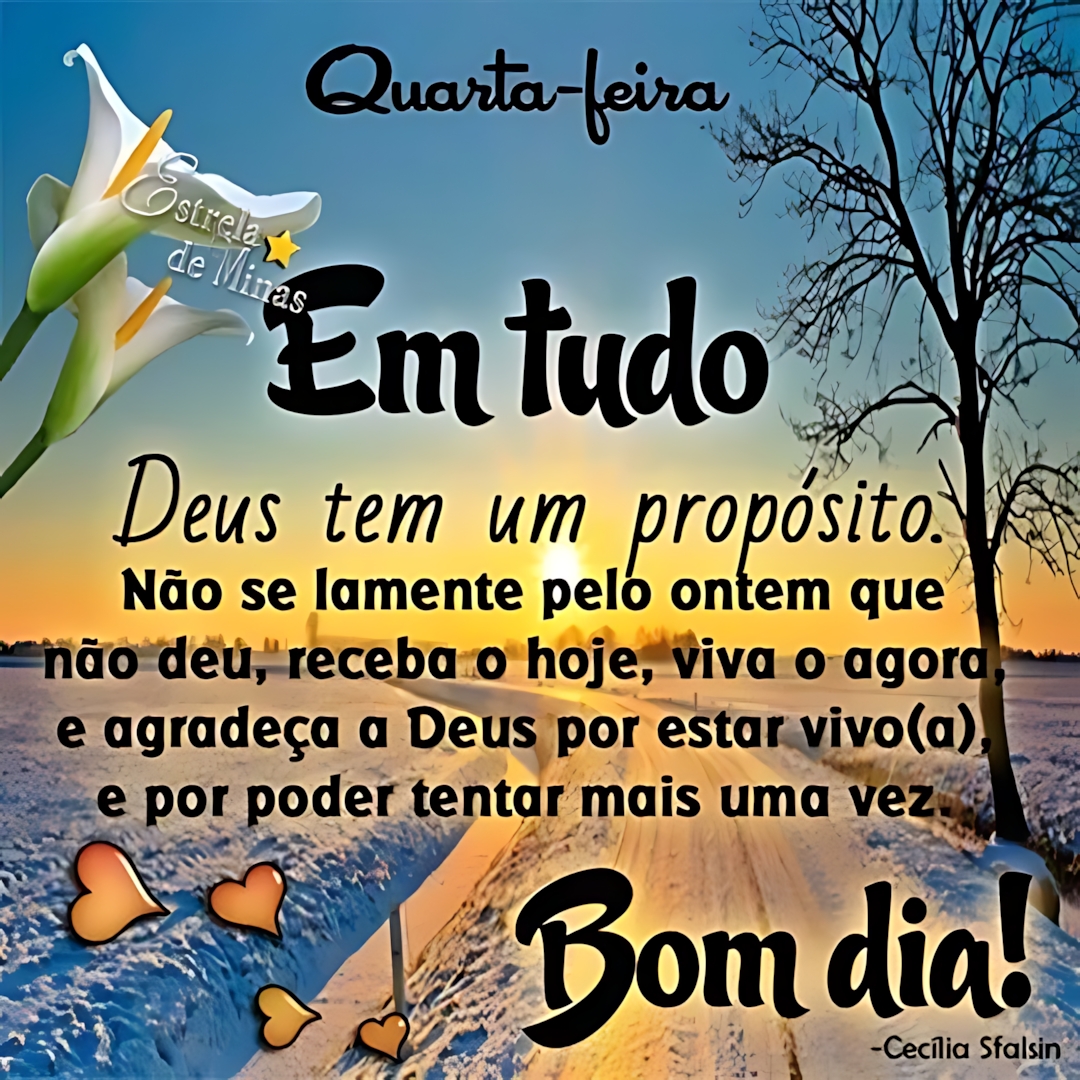 Quarta-feira
Estrela
de Minas
Em tudo
Deus tem um propósito.
Não se lamente pelo ontem que
não deu, receba o hoje, viva o agora,
e agradeça a Deus por estar vivo(a),
e por poder tentar mais uma vez.
Bom dia!
-Cecília Sfalsin